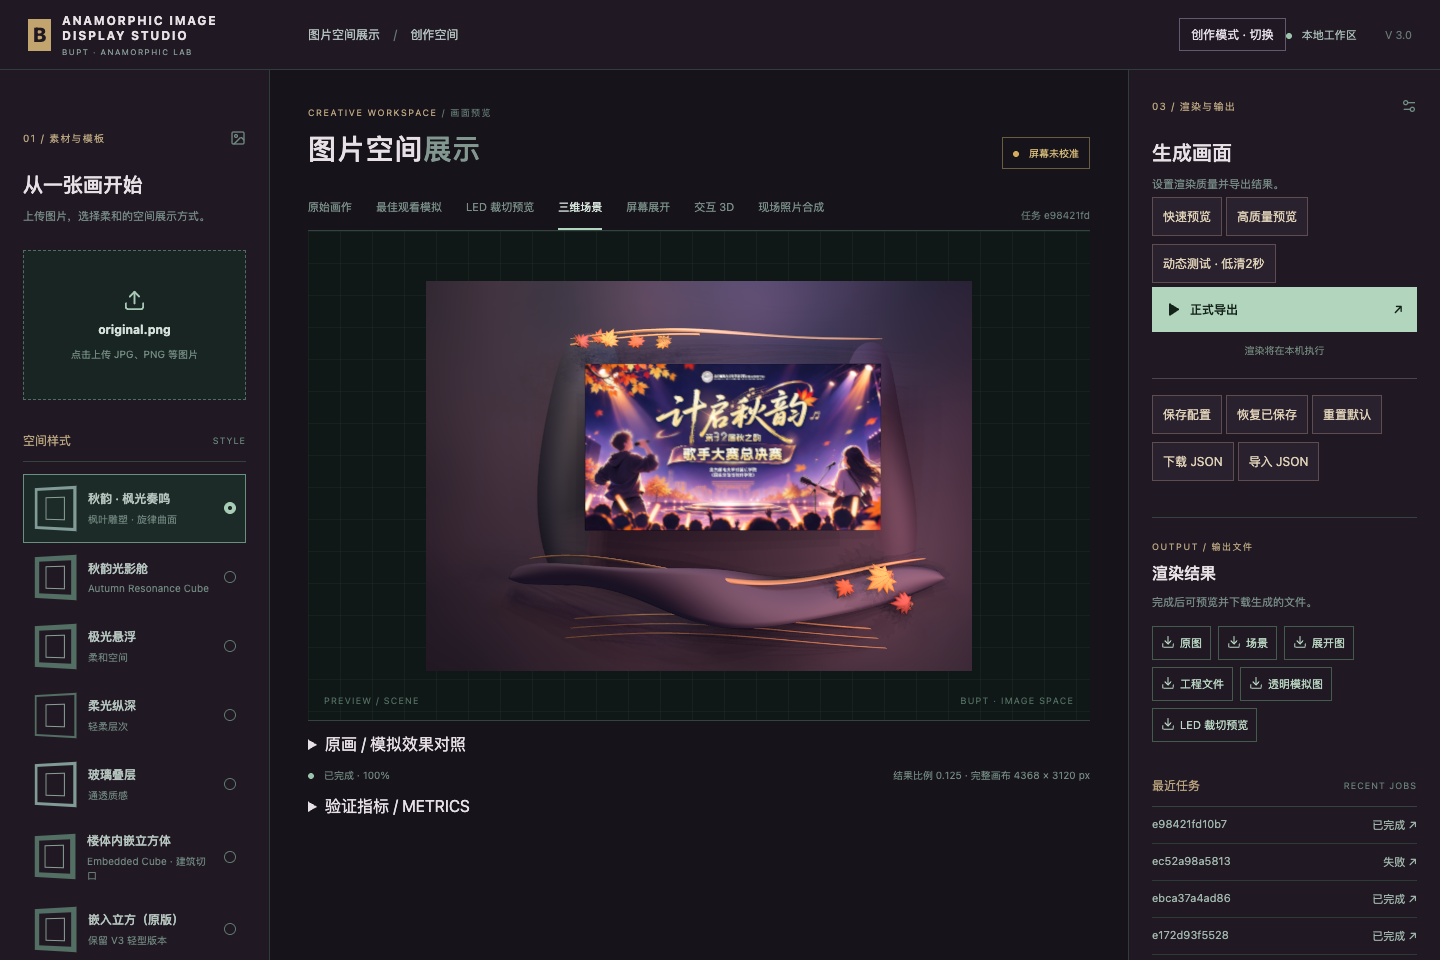 B
ANAMORPHIC IMAGE
DISPLAY STUDIO
BUPT · ANAMORPHIC LAB
图片空间展示 / 创作空间
创作模式 · 切换
本地工作区
V 3.0
01 / 素材与模板
从一张画开始
上传图片，选择柔和的空间展示方式。
original.png
点击上传 JPG、PNG 等图片
空间样式
STYLE
秋韵 · 枫光奏鸣
枫叶雕塑 · 旋律曲面
秋韵光影舱
Autumn Resonance Cube
极光悬浮
柔和空间
柔光纵深
轻柔层次
玻璃叠层
通透质感
楼体内嵌立方体
Embedded Cube · 建筑切
口
嵌入立方（原版）
保留 V3 轻型版本
CREATIVE WORKSPACE / 画面预览
图片空间展示
屏幕未校准
原始画作
最佳观看模拟
LED 裁切预览
三维场景
屏幕展开
交互 3D
现场照片合成
任务 e98421fd
计启秋韵
第32届秋之韵
歌手大赛总决赛
PREVIEW / SCENE
BUPT · IMAGE SPACE
原画 / 模拟效果对照
已完成 · 100%
结果比例 0.125 · 完整画布 4368 × 3120 px
验证指标 / METRICS
03 / 渲染与输出
生成画面
设置渲染质量并导出结果。
快速预览
高质量预览
动态测试 · 低清2秒
正式导出
渲染将在本机执行
保存配置
恢复已保存
重置默认
下载 JSON
导入 JSON
OUTPUT / 输出文件
渲染结果
完成后可预览并下载生成的文件。
原图
场景
展开图
工程文件
透明模拟图
LED 裁切预览
最近任务
RECENT JOBS
e98421fd10b7
已完成
ec52a98a5813
失败
ebca37a4ad86
已完成
e172d93f5528
已完成